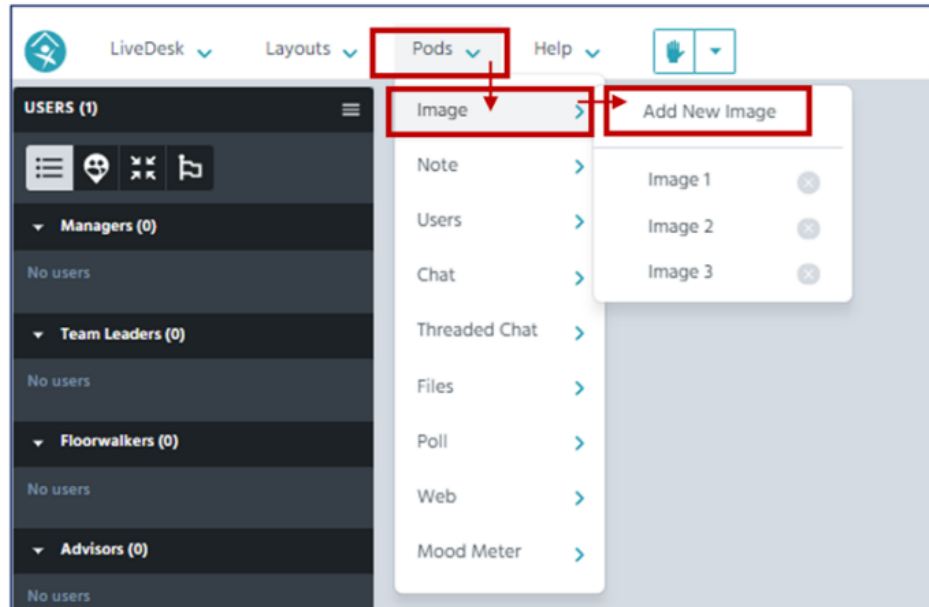 LiveDesk Layouts Pods Help
USERS (1)
Managers (0)
No users
Team Leaders (0)
No users
Floorwalkers (0)
No users
Advisors (0)
No users
Image
Note
Users
Chat
Threaded Chat
Files
Poll
Web
Mood Meter
Add New Image
Image 1
Image 2
Image 3